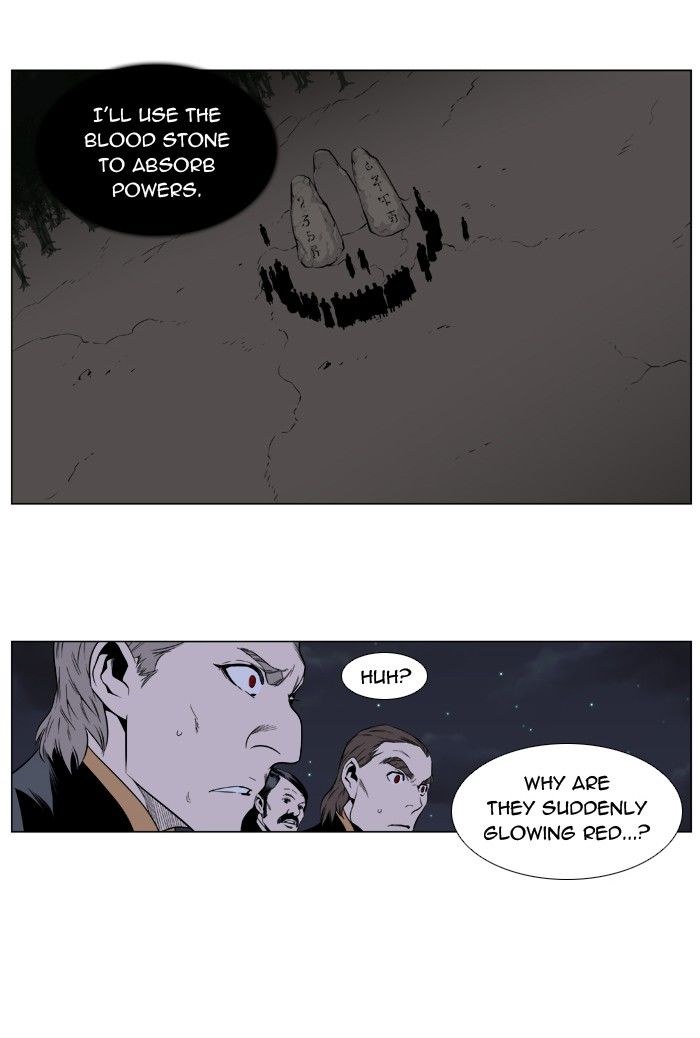 I'LL USE THE
BLOOD STONE
TO ABSORB
POWERS.
HUH?
WHY ARE
THEY SUDDENLY
GLOWING RED...?